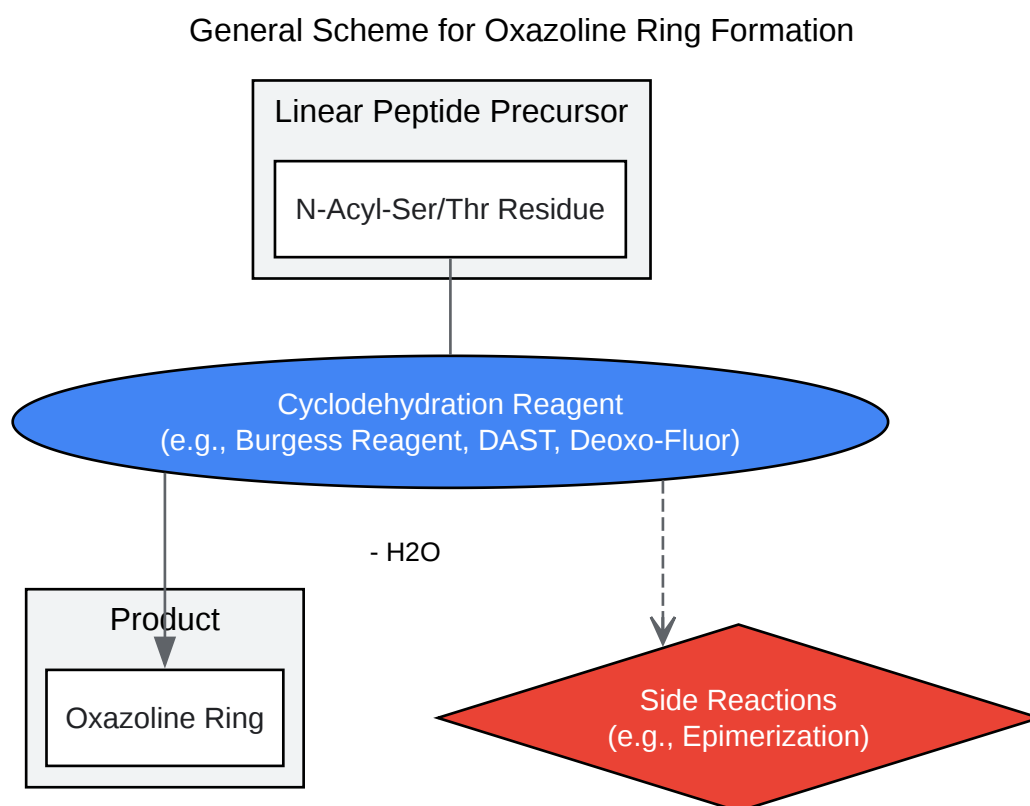 General Scheme for Oxazoline Ring Formation
Linear Peptide Precursor
N-Acyl-Ser/Thr Residue
Cyclodehydration Reagent
(e.g., Burgess Reagent, DAST, Deoxo-Fluor)
- H2O
Product
Oxazoline Ring
Side Reactions
(e.g., Epimerization)